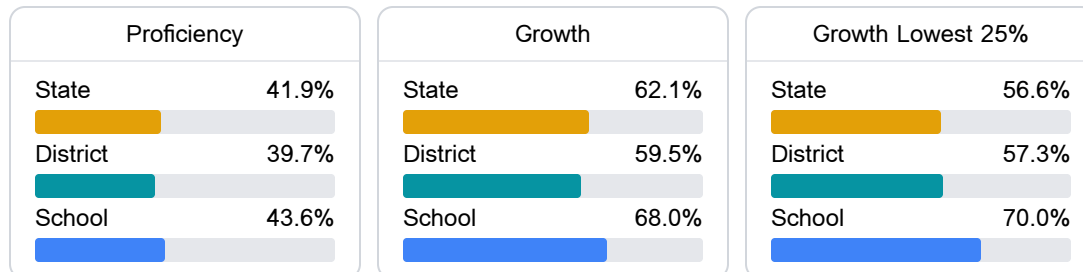 Proficiency
State 41.9%
District 39.7%
School 43.6%
Growth
State 62.1%
District 59.5%
School 68.0%
Growth Lowest 25%
State 56.6%
District 57.3%
School 70.0%